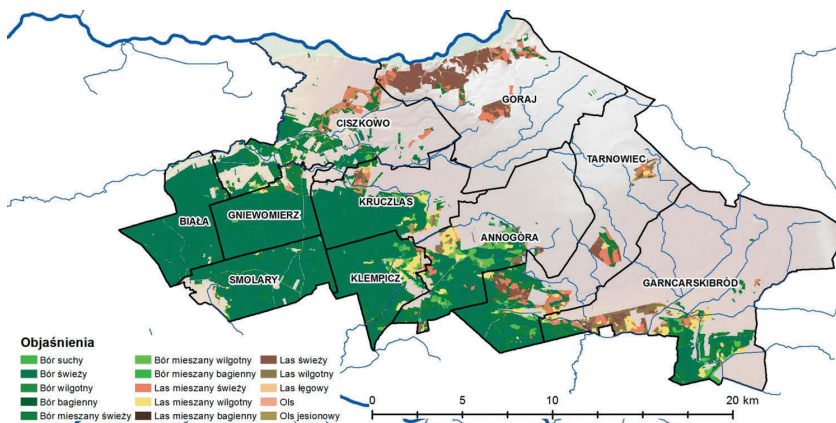 GORAJ
CISZKOWO
TARNOWIEC
KRUCZLAS
BIAŁA
GNIEWOMIERZ
ANNOGÓRA
SMOLARY
KLEMPICZ
GARNCARSKIBRÓD
Objaśnienia
Bór suchy
Bór świeży
Bór wilgotny
Bór bagienny
Bór mieszany świeży
Bór mieszany wilgotny
Bór mieszany bagienny
Las mieszany świeży
Las mieszany wilgotny
Las mieszany bagienny
Las świeży
Las wilgotny
Las łęgowy
Ols
Ols jesionowy
0 5 10 20 km